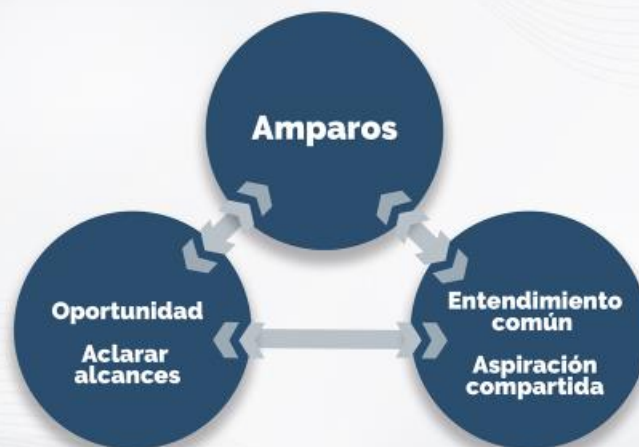 Amparos
Oportunidad
Aclarar
alcances
Entendimiento
común
Aspiración
compartida